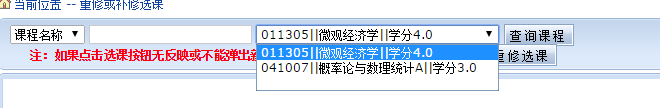 当前位置 -- 重修或补修选课
课程名称 011305||微观经济学||学分4.0 查询课程
011305||微观经济学||学分4.0
041007||概率论与数理统计A||学分3.0
注：如果点击选课按钮无反映或不能弹出 重修选课